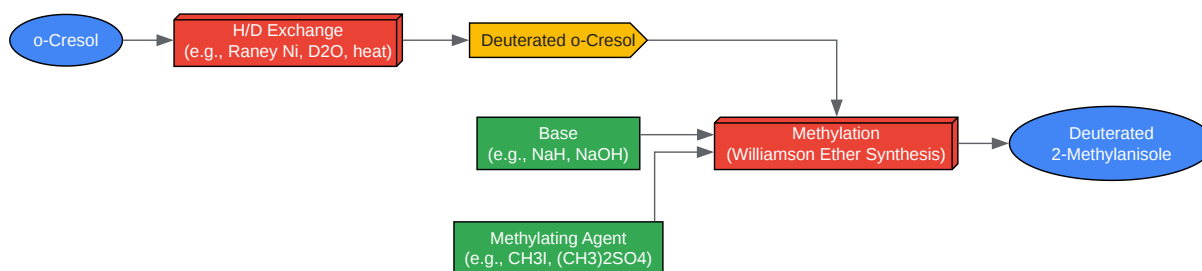 o-Cresol
H/D Exchange
(e.g., Raney Ni, D2O, heat)
Deuterated o-Cresol
Base
(e.g., NaH, NaOH)
Methylation
(Williamson Ether Synthesis)
Deuterated
2-Methylanisole
Methylating Agent
(e.g., CH3I, (CH3)2SO4)